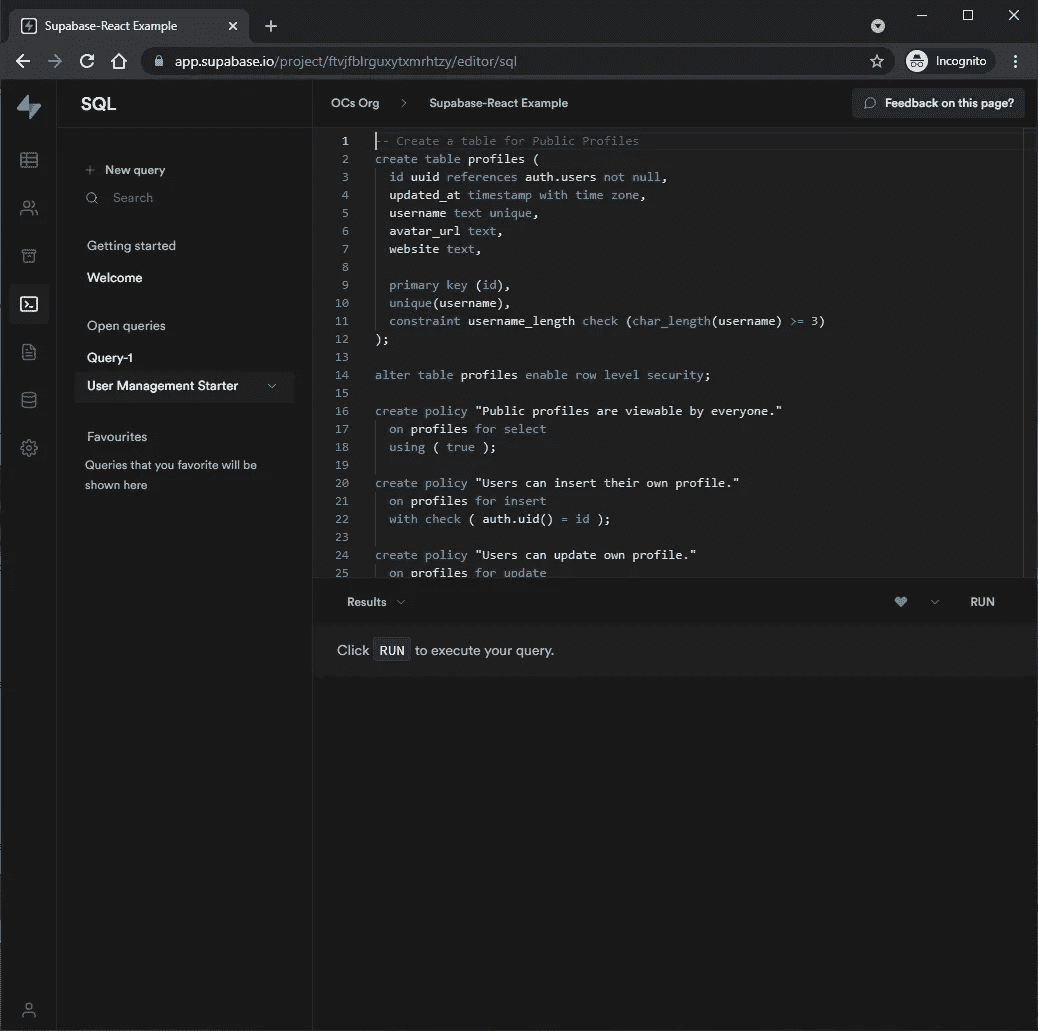 Supabase-React Example
app.supabase.io/project/ftvjfblrguxytxmrhtzy/editor/sql
Incognito
SQL
OCs Org
Supabase-React Example
Feedback on this page?
+ New query
Search
Getting started
Welcome
Open queries
Query-1
User Management Starter
Favourites
Queries that you favorite will be
shown here
1 -- Create a table for Public Profiles
2 create table profiles (
3 id uuid references auth.users not null,
4 updated_at timestamp with time zone,
5 username text unique,
6 avatar_url text,
7 website text,
8
9 primary key (id),
10 unique(username),
11 constraint username_length check (char_length(username) >= 3)
12 );
13
14 alter table profiles enable row level security;
15
16 create policy "Public profiles are viewable by everyone."
17 on profiles for select
18 using ( true );
19
20 create policy "Users can insert their own profile."
21 on profiles for insert
22 with check ( auth.uid() = id );
23
24 create policy "Users can update own profile."
25 on profiles for update
Results
RUN
Click RUN to execute your query.